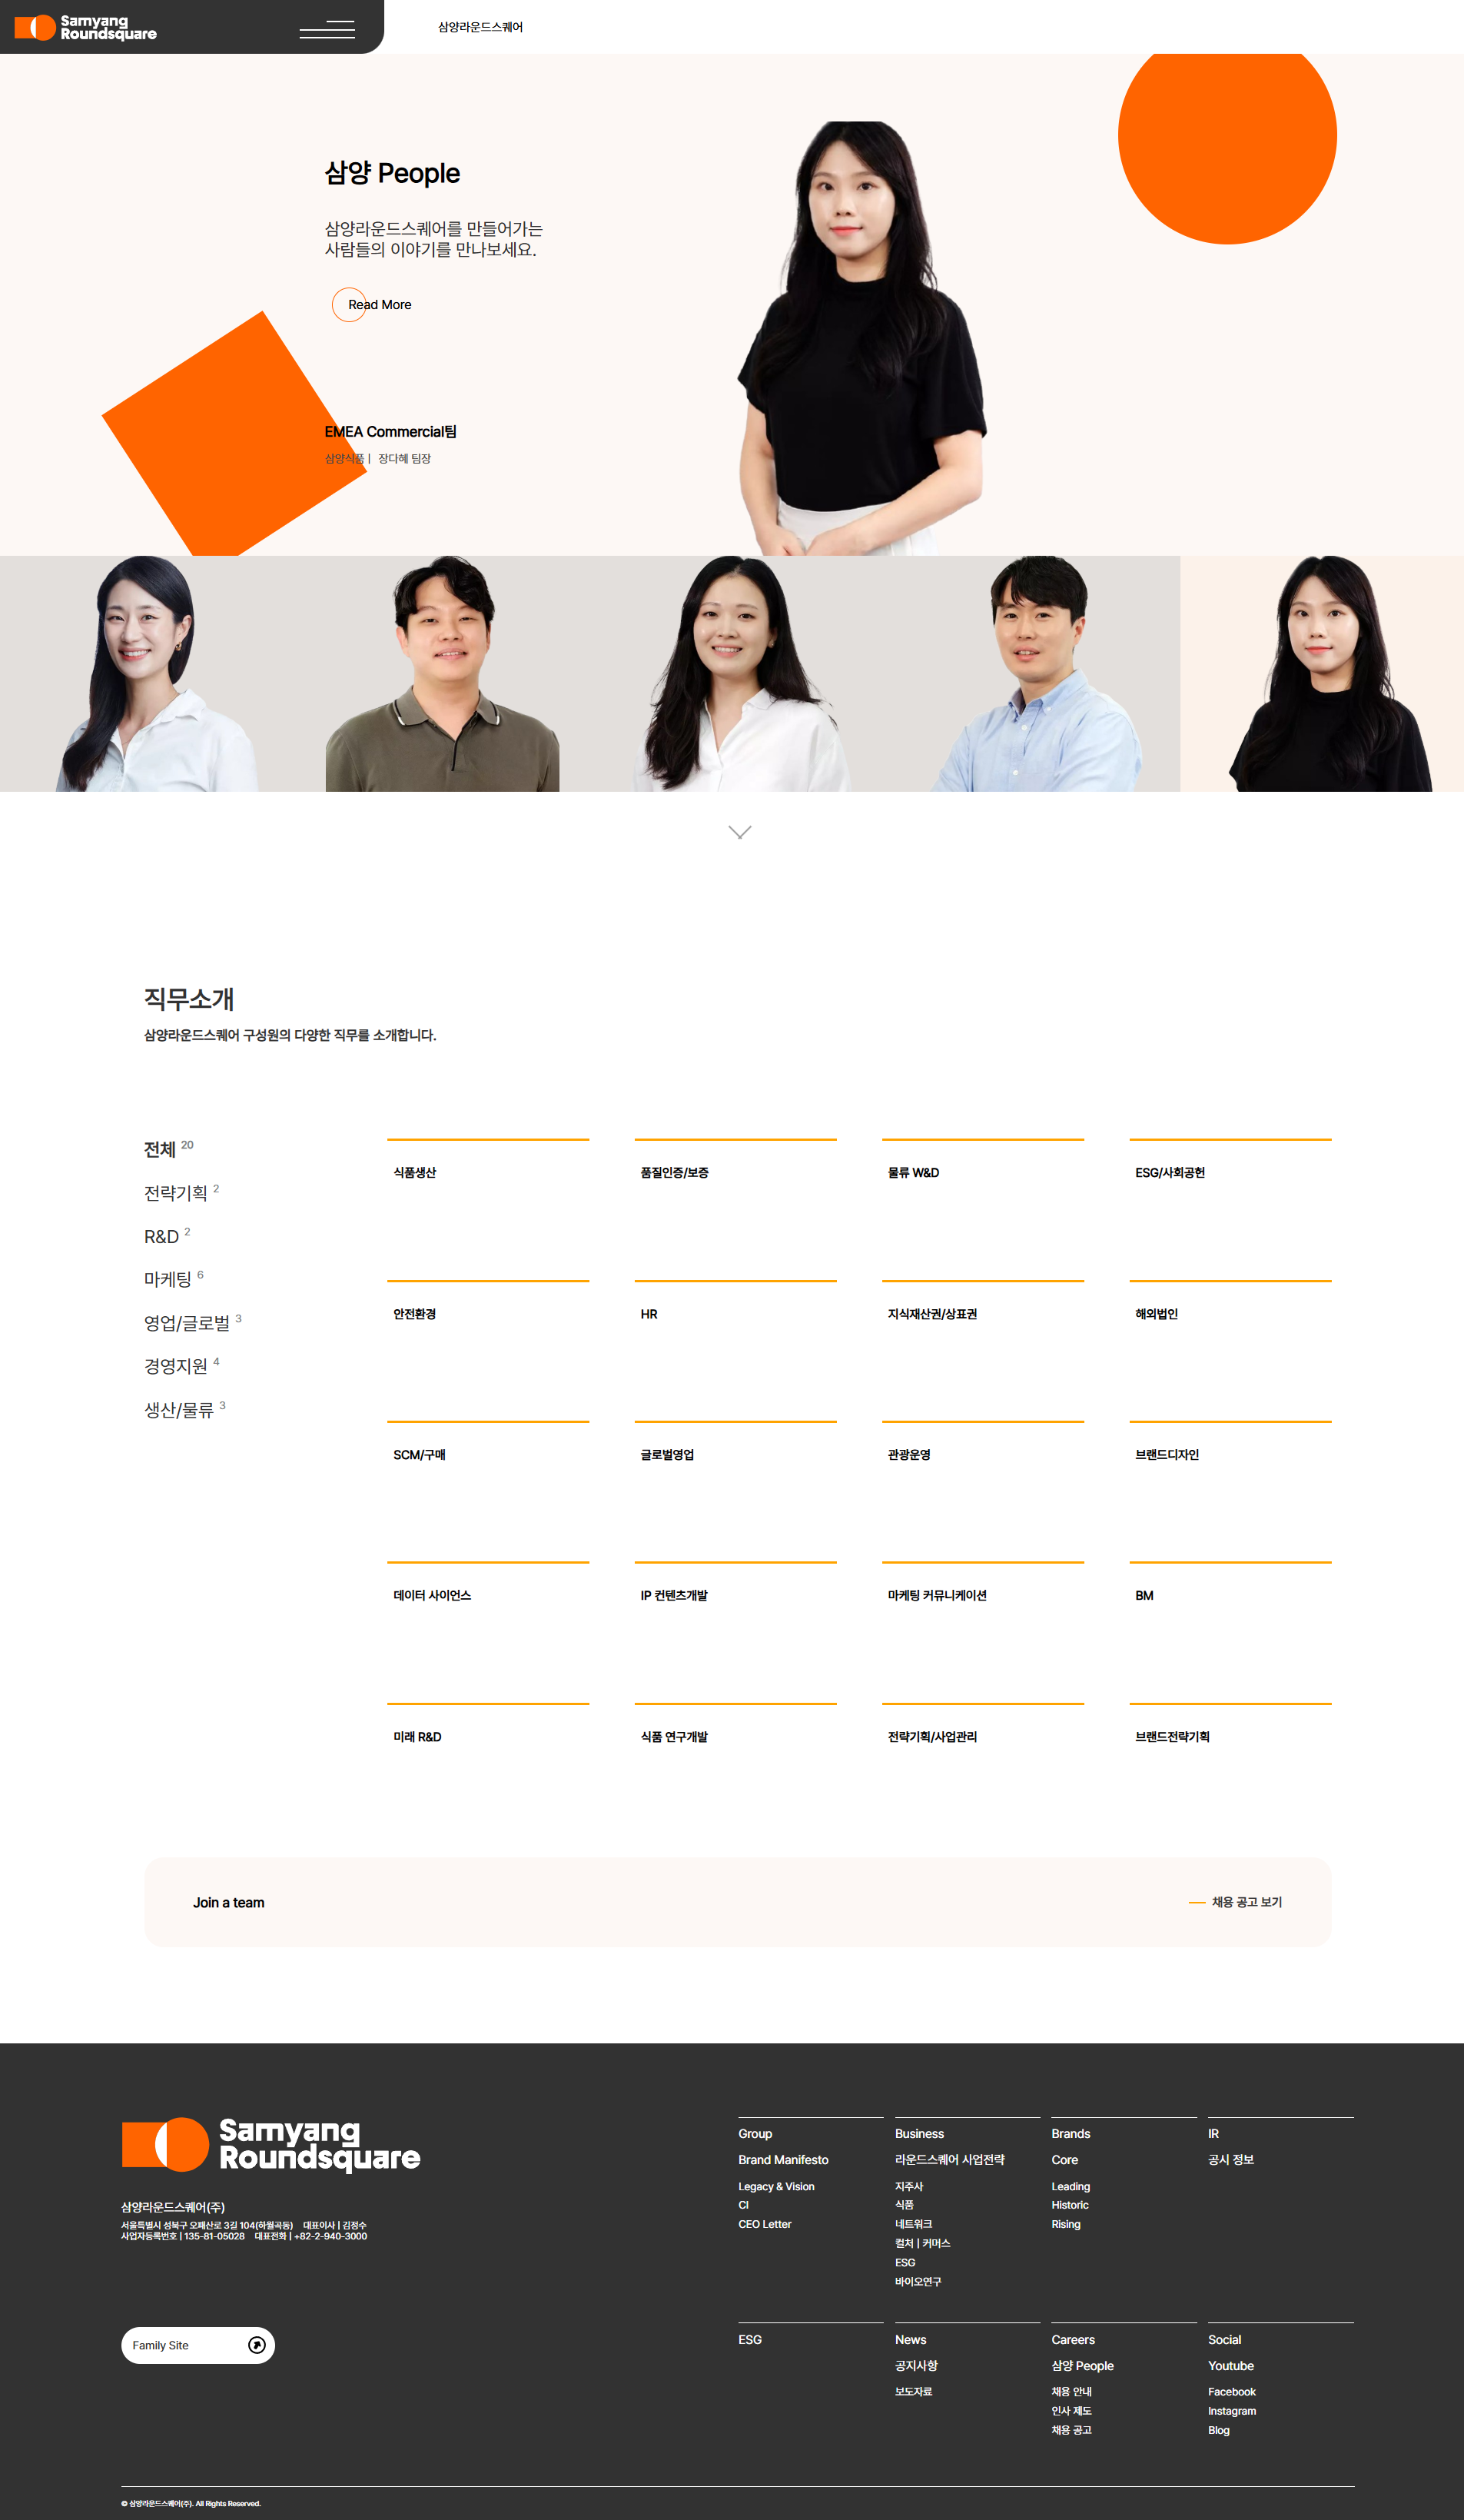 Samyang
Roundsquare
삼양라운드스퀘어
삼양 People
삼양라운드스퀘어를 만들어가는
사람들의 이야기를 만나보세요.
Read More
EMEA Commercial팀
삼양식품 | 장다혜 팀장
직무소개
삼양라운드스퀘어 구성원의 다양한 직무를 소개합니다.
전체 20
전략기획 2
R&D 2
마케팅 6
영업/글로벌 3
경영지원 4
생산/물류 3
식품생산
품질인증/보증
물류 W&D
ESG/사회공헌
안전환경
HR
지식재산권/상표권
해외법인
SCM/구매
글로벌영업
관광운영
브랜드디자인
데이터 사이언스
IP 컨텐츠개발
마케팅 커뮤니케이션
BM
미래 R&D
식품 연구개발
전략기획/사업관리
브랜드전략기획
Join a team
채용 공고 보기
Samyang
Roundsquare
삼양라운드스퀘어(주)
서울특별시 성북구 오패산로 3길 104(하월곡동) 대표이사 | 김정수
사업자등록번호 | 135-81-05028 대표전화 | +82-2-940-3000
Family Site
Group
Brand Manifesto
Legacy & Vision
CI
CEO Letter
Business
라운드스퀘어 사업전략
지주사
식품
네트워크
컬처 | 커머스
ESG
바이오연구
Brands
Core
Leading
Historic
Rising
IR
공시 정보
ESG
News
공지사항
보도자료
Careers
삼양 People
채용 안내
인사 제도
채용 공고
Social
Youtube
Facebook
Instagram
Blog
© 삼양라운드스퀘어(주). All Rights Reserved.